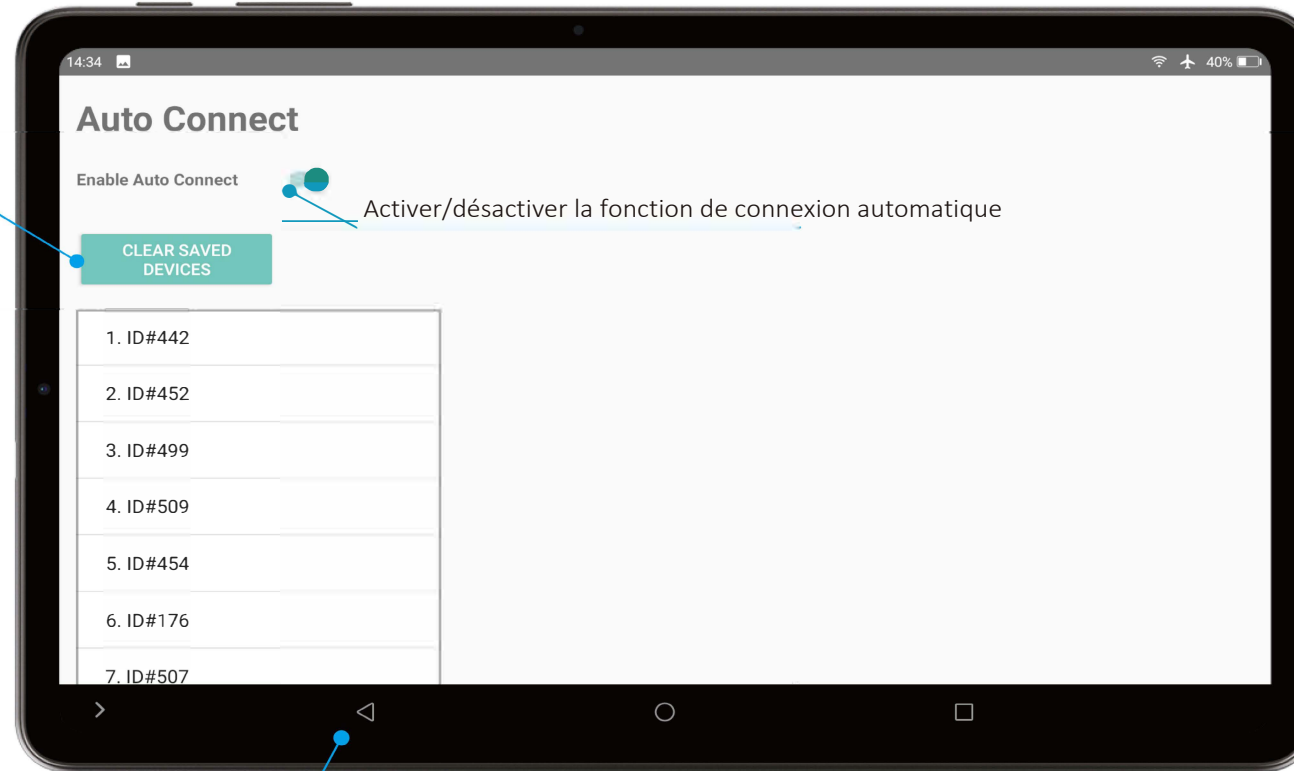 14:34
40%
Auto Connect
Enable Auto Connect
Activer/désactiver la fonction de connexion automatique
CLEAR SAVED
DEVICES
1. ID#442
2. ID#452
3. ID#499
4. ID#509
5. ID#454
6. ID#176
7. ID#507